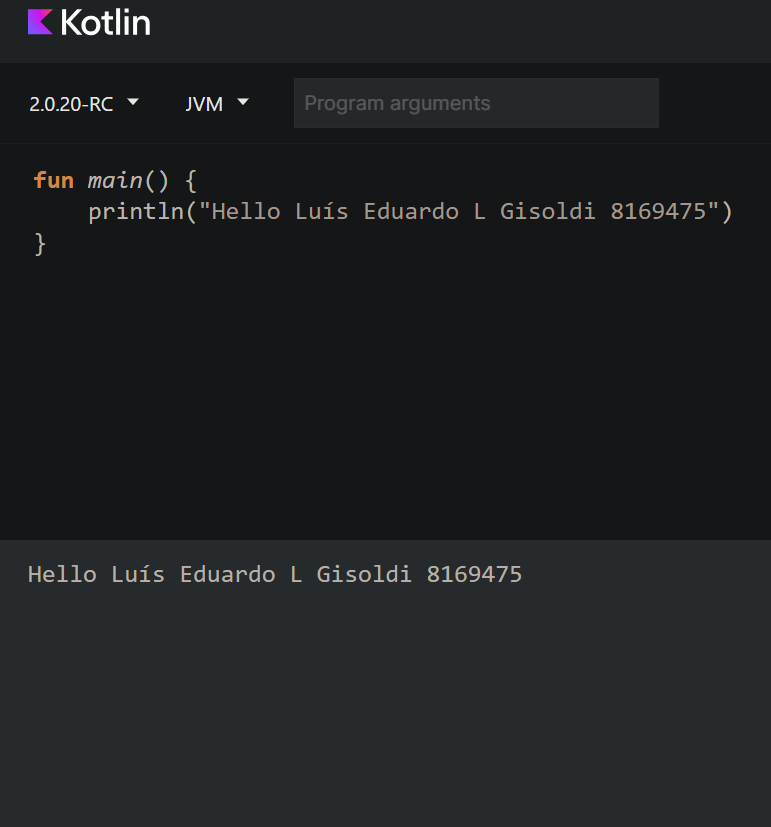 Kotlin
2.0.20-RC JVM Program arguments
fun main() {
    println("Hello Luís Eduardo L Gisoldi 8169475")
}
Hello Luís Eduardo L Gisoldi 8169475